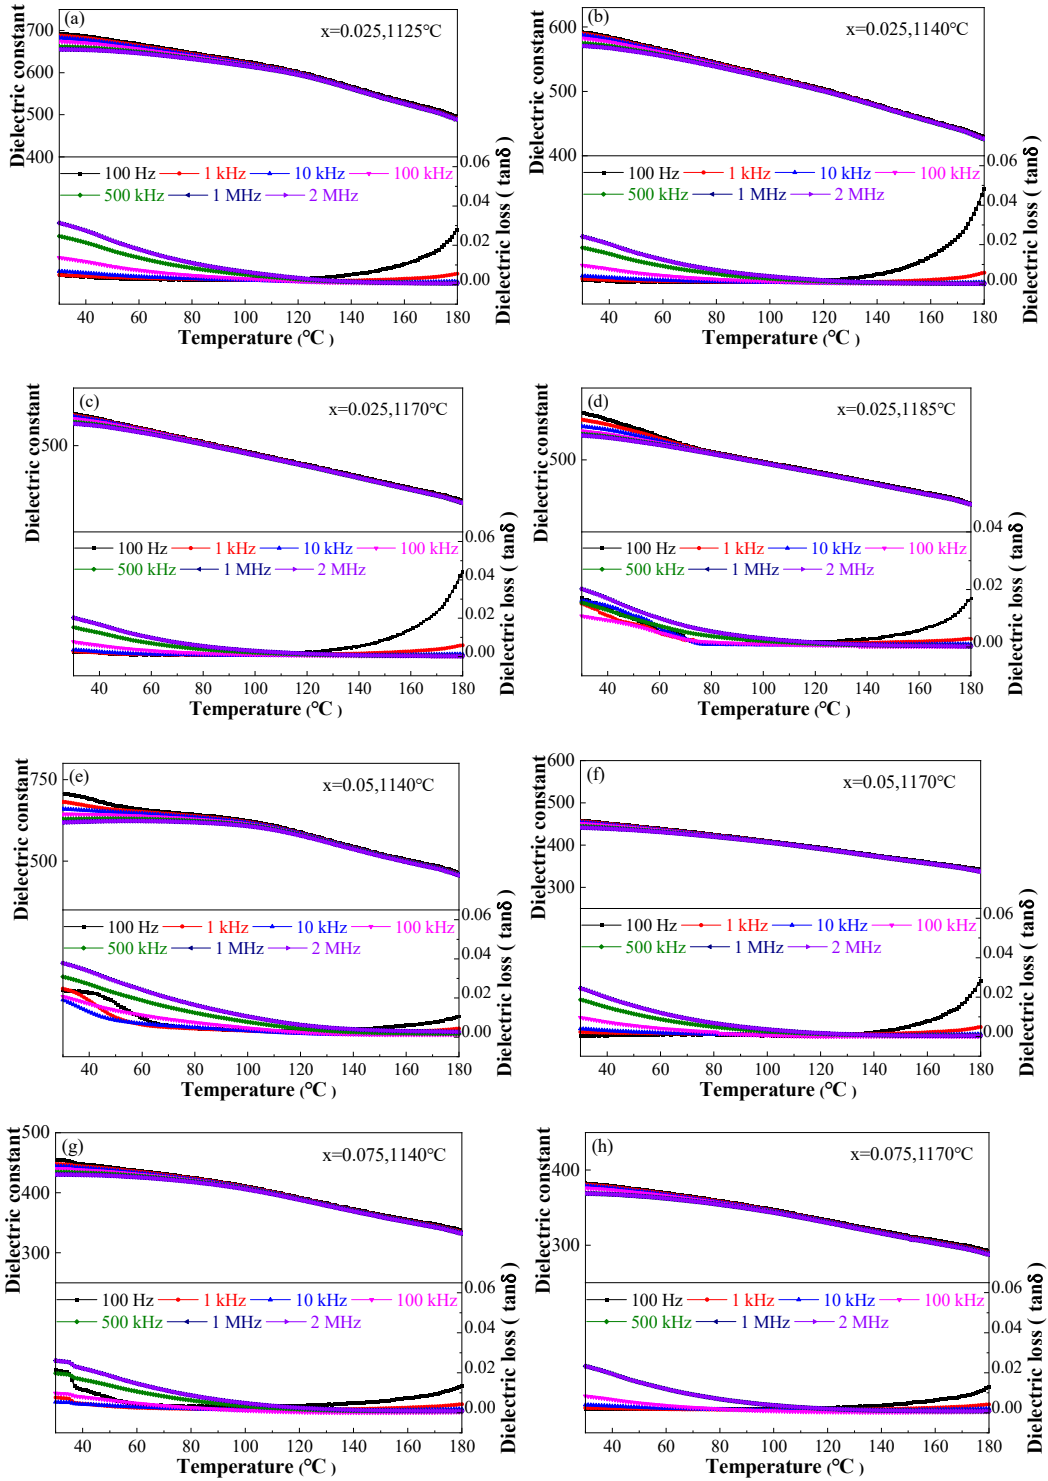 (a)
x=0.025,1125℃
Dielectric constant
700
600
500
400
100 Hz 1 kHz 10 kHz 100 kHz
500 kHz 1 MHz 2 MHz
0.06
0.04
0.02
0.00
Dielectric loss ( tanδ)
40 60 80 100 120 140 160 180
Temperature (℃ )
(b)
x=0.025,1140℃
Dielectric constant
600
500
400
100 Hz 1 kHz 10 kHz 100 kHz
500 kHz 1 MHz 2 MHz
0.06
0.04
0.02
0.00
Dielectric loss ( tanδ)
40 60 80 100 120 140 160 180
Temperature (℃ )
(c)
x=0.025,1170℃
Dielectric constant
500
100 Hz 1 kHz 10 kHz 100 kHz
500 kHz 1 MHz 2 MHz
0.06
0.04
0.02
0.00
Dielectric loss ( tanδ)
40 60 80 100 120 140 160 180
Temperature (℃ )
(d)
x=0.025,1185℃
Dielectric constant
500
100 Hz 1 kHz 10 kHz 100 kHz
500 kHz 1 MHz 2 MHz
0.04
0.02
0.00
Dielectric loss ( tanδ)
40 60 80 100 120 140 160 180
Temperature (℃ )
(e)
x=0.05,1140℃
Dielectric constant
750
500
100 Hz 1 kHz 10 kHz 100 kHz
500 kHz 1 MHz 2 MHz
0.06
0.04
0.02
0.00
Dielectric loss ( tanδ)
40 60 80 100 120 140 160 180
Temperature (℃ )
(f)
x=0.05,1170℃
Dielectric constant
600
500
400
300
100 Hz 1 kHz 10 kHz 100 kHz
500 kHz 1 MHz 2 MHz
0.06
0.04
0.02
0.00
Dielectric loss ( tanδ)
40 60 80 100 120 140 160 180
Temperature (℃ )
(g)
x=0.075,1140℃
Dielectric constant
500
400
300
100 Hz 1 kHz 10 kHz 100 kHz
500 kHz 1 MHz 2 MHz
0.06
0.04
0.02
0.00
Dielectric loss ( tanδ)
40 60 80 100 120 140 160 180
Temperature (℃ )
(h)
x=0.075,1170℃
Dielectric constant
400
300
100 Hz 1 kHz 10 kHz 100 kHz
500 kHz 1 MHz 2 MHz
0.06
0.04
0.02
0.00
Dielectric loss ( tanδ)
40 60 80 100 120 140 160 180
Temperature (℃ )